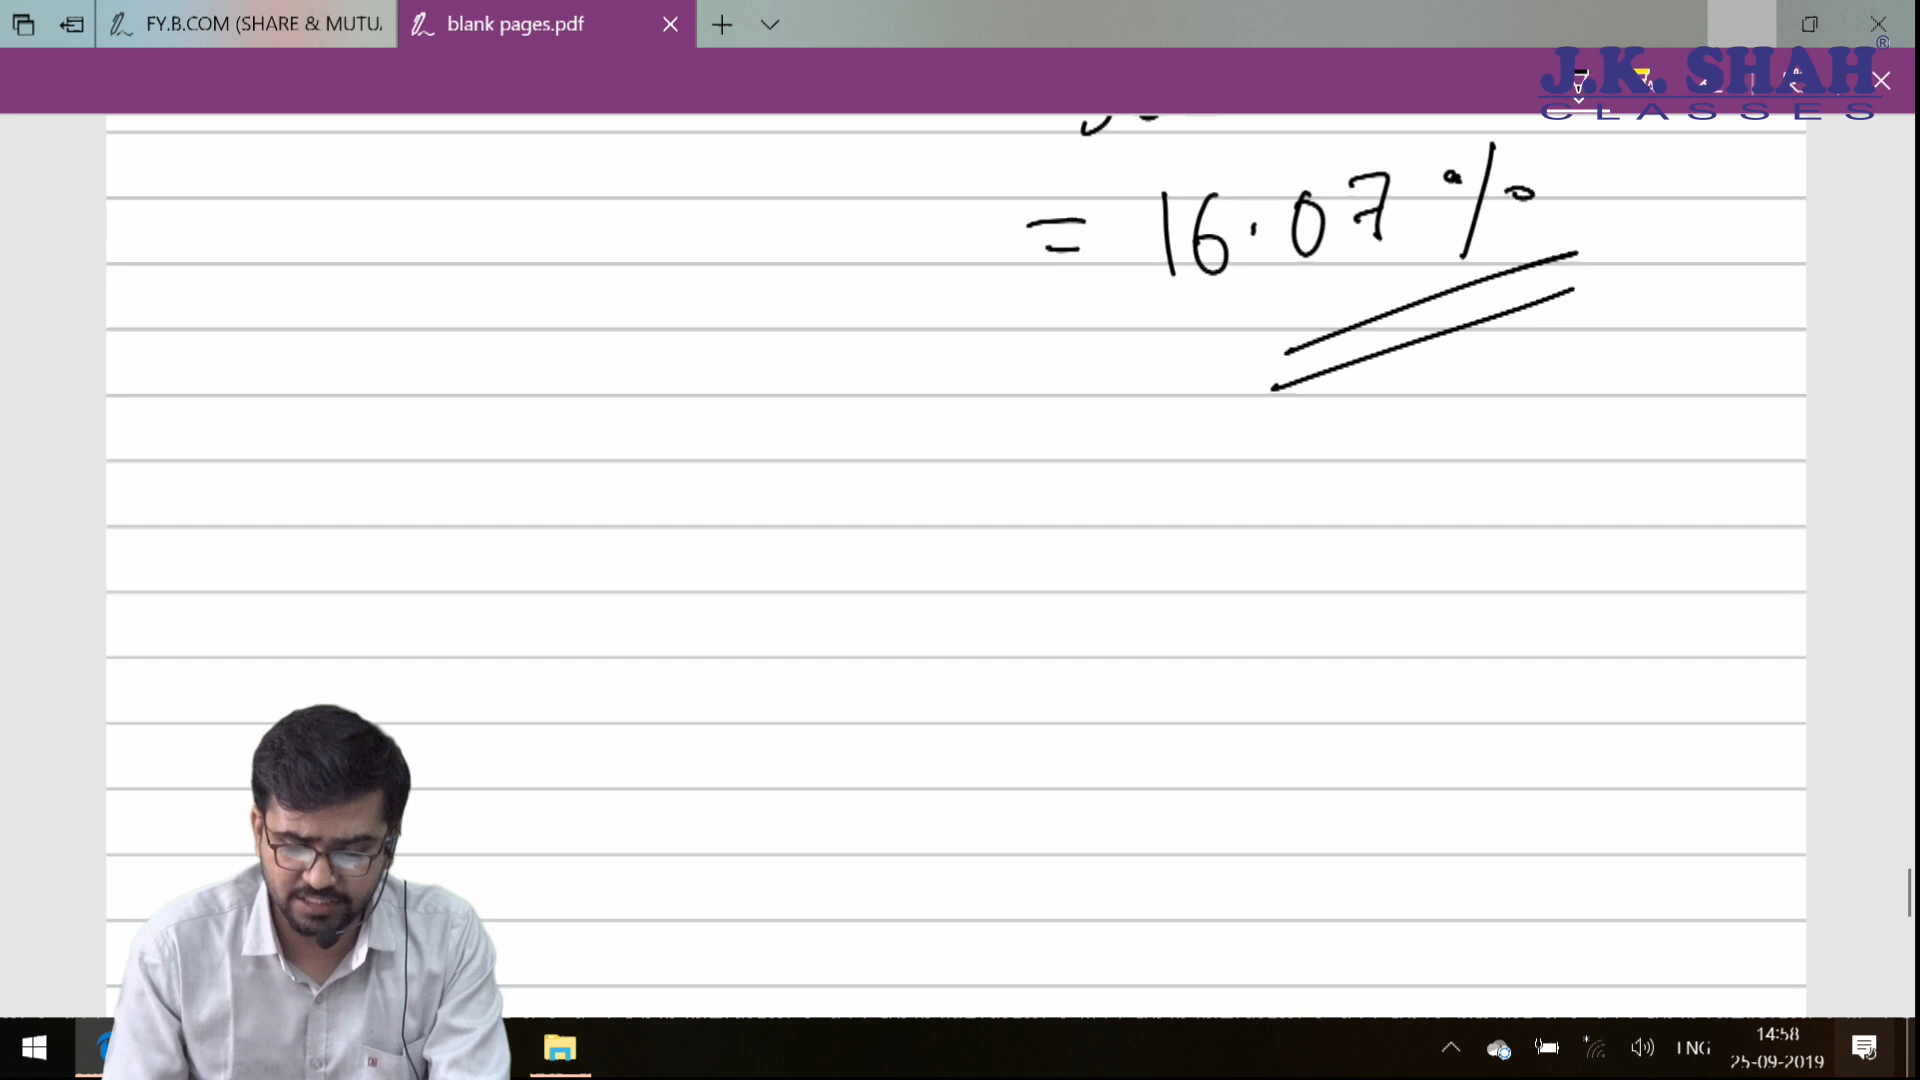 FY.B.COM (SHARE & MUTU
blank pages.pdf
J.K. SHAH®
CLASSES
= 16.07 %
ENG
14:58
25-09-2019